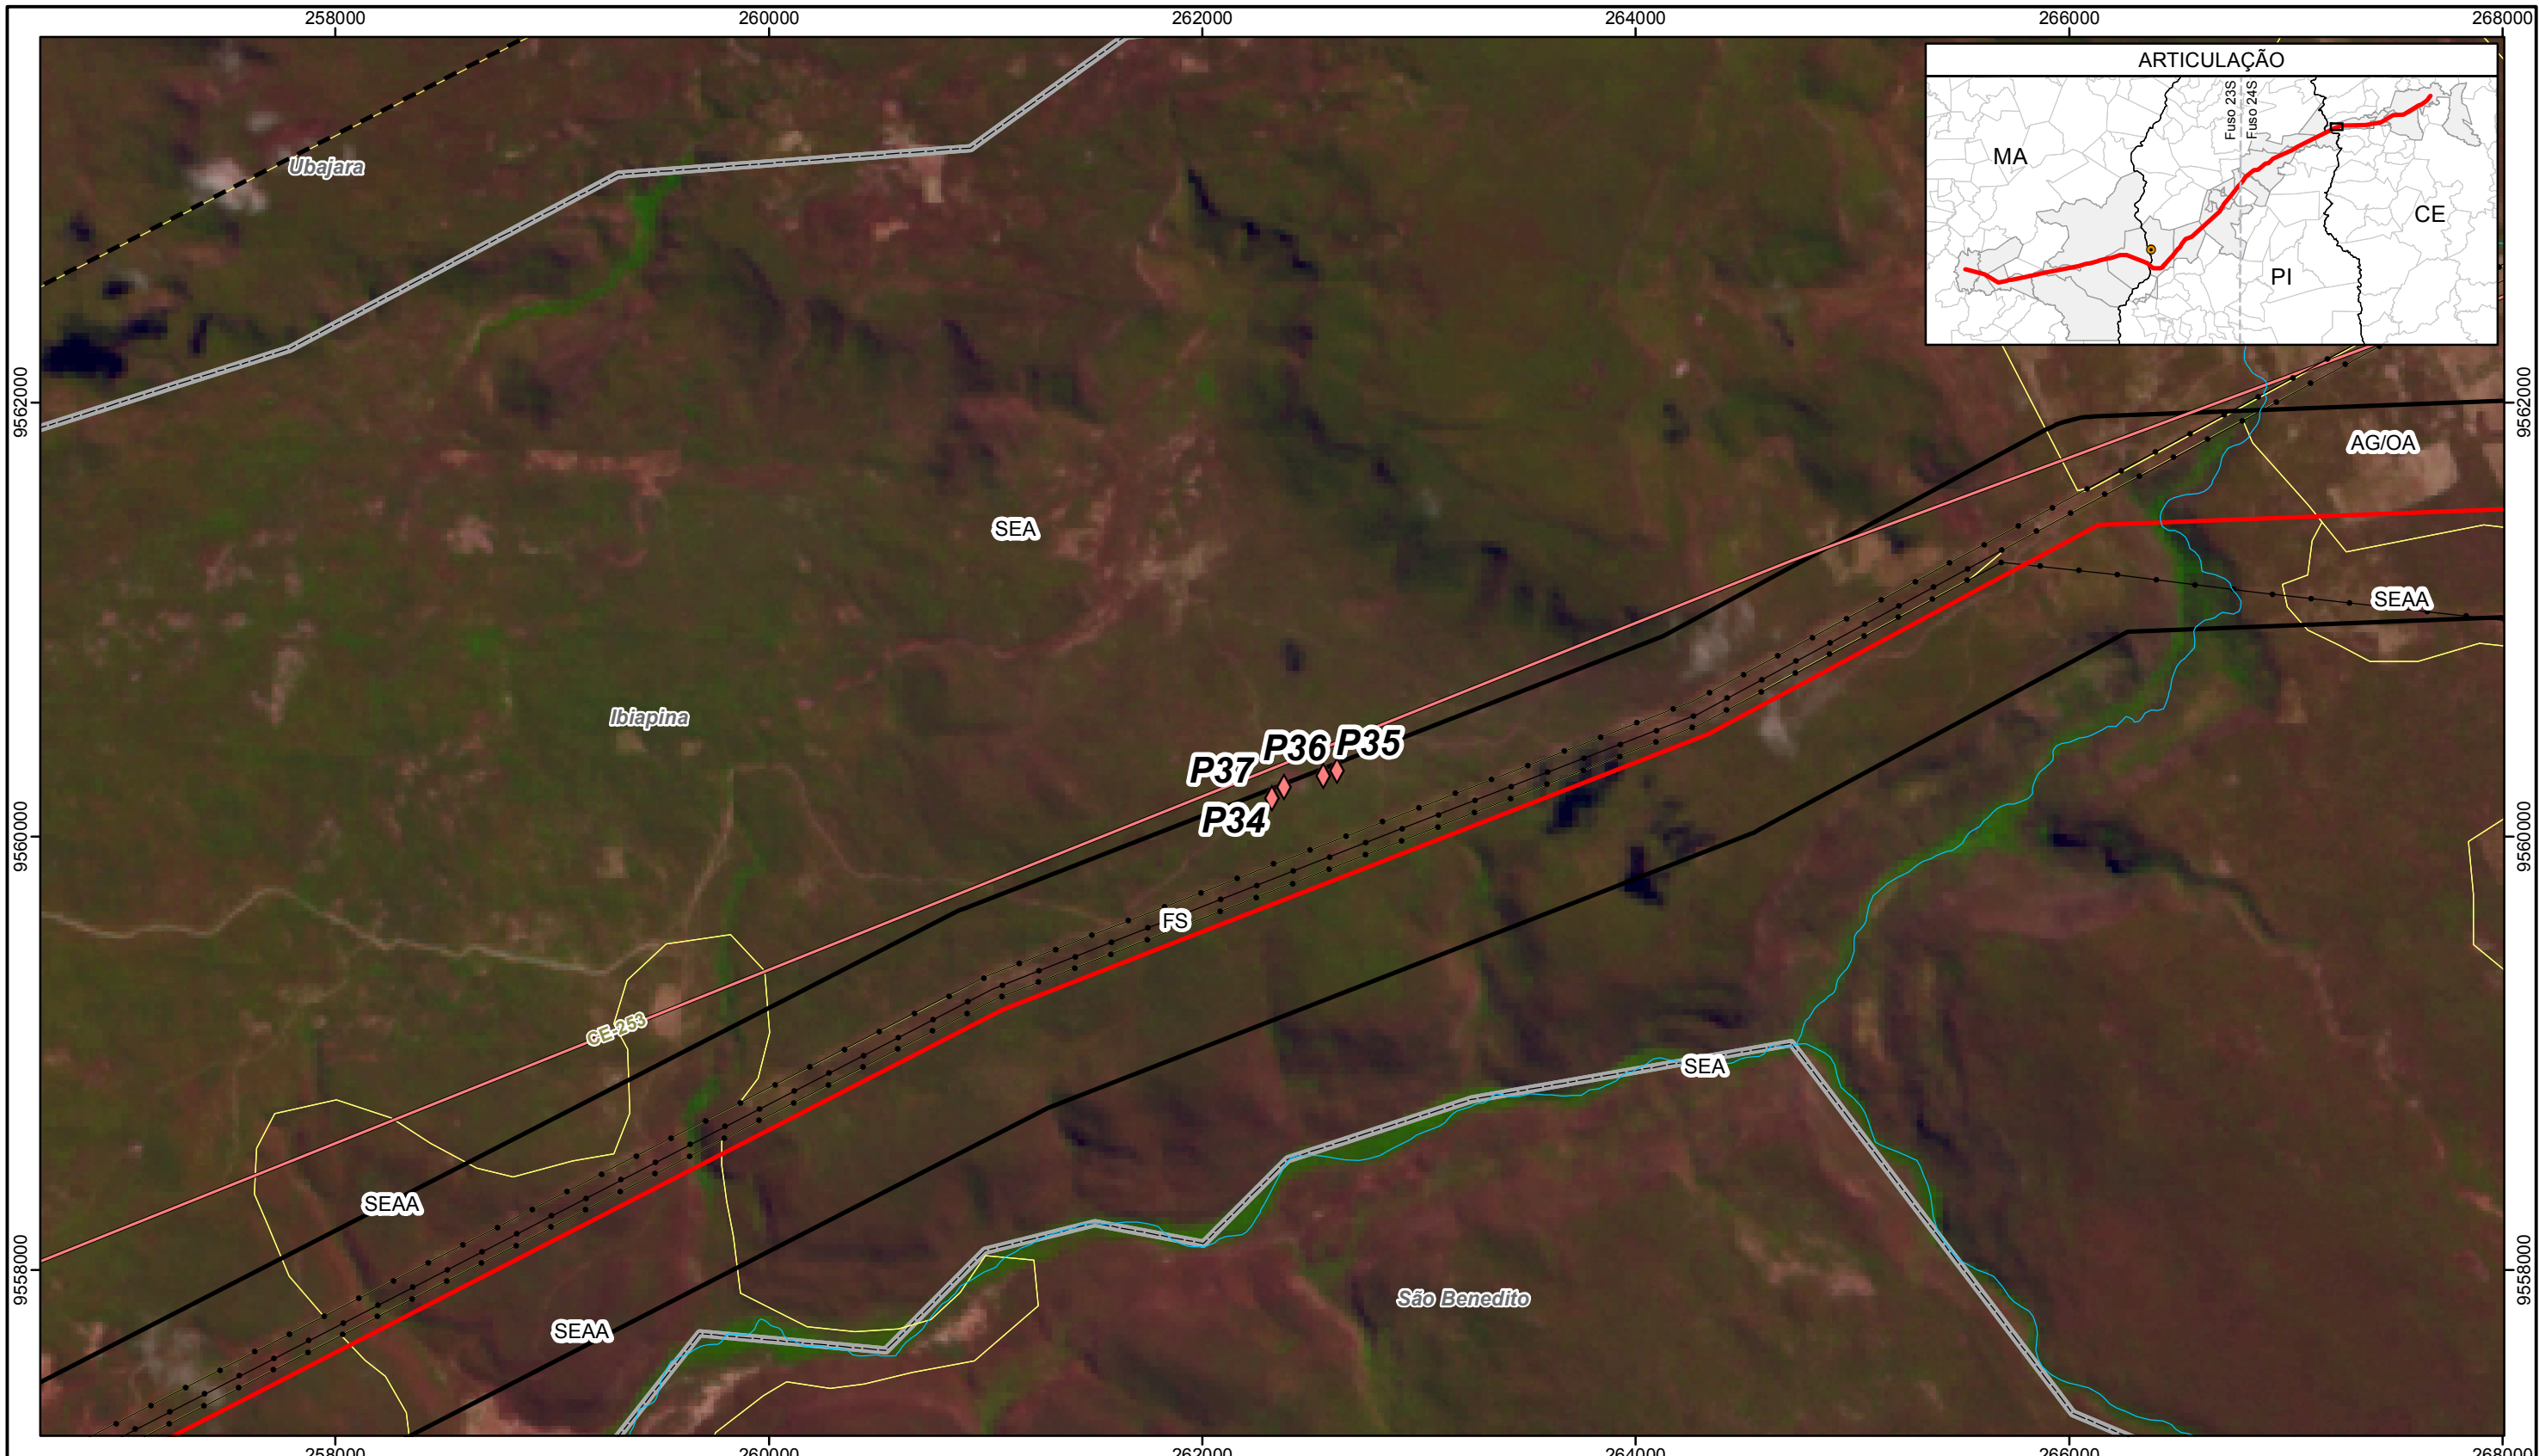 258000
260000
262000
264000
266000
268000
ARTICULAÇÃO
Fuso 23S
Fuso 24S
MA
CE
PI
Ubajara
9562000
9562000
AG/OA
SEA
SEAA
Ibiapina
P36
P35
P37
P34
9560000
9560000
FS
CE-253
SEA
SEAA
9558000
9558000
São Benedito
SEAA
258000
260000
262000
264000
266000
268000